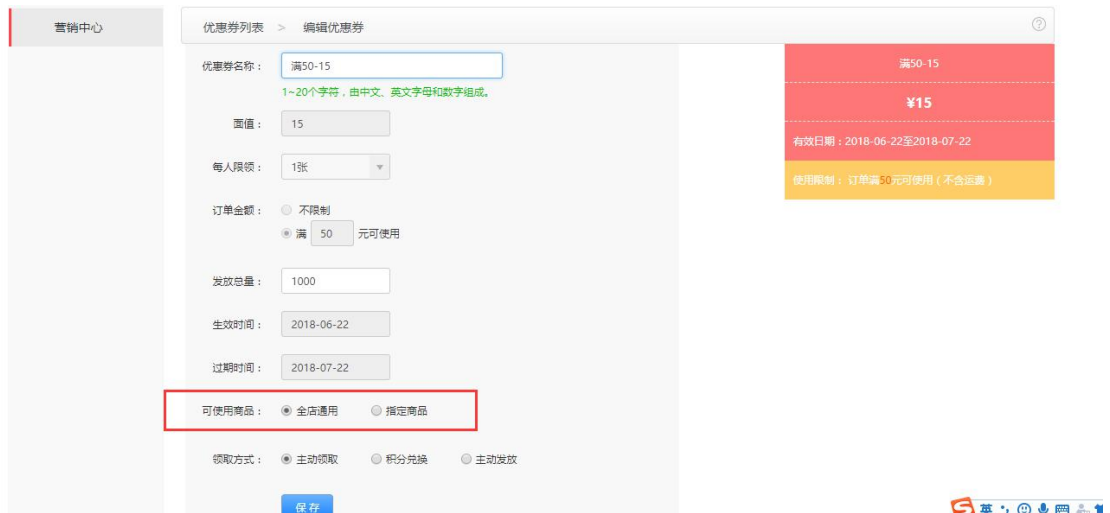 营销中心
优惠券列表 > 编辑优惠券
优惠券名称： 满50-15
1~20个字符，由中文、英文字母和数字组成。
面值： 15
每人限领： 1张
订单金额： 不限制
满 50 元可使用
发放总量： 1000
生效时间： 2018-06-22
过期时间： 2018-07-22
可使用商品： 全店通用 指定商品
领取方式： 主动领取 积分兑换 主动发放
保存
满50-15
¥15
有效日期：2018-06-22至2018-07-22
使用限制： 订单满50元可使用（不含运费）
英